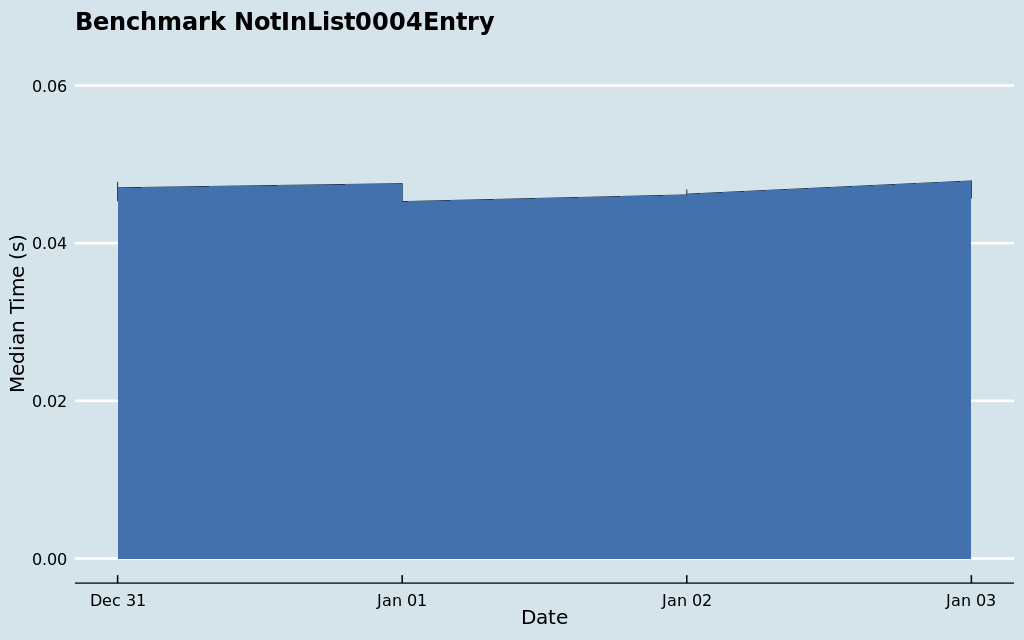 Benchmark NotInList0004Entry
0.06
0.04
0.02
0.00
Median Time (s)
Dec 31
Jan 01
Jan 02
Jan 03
Date